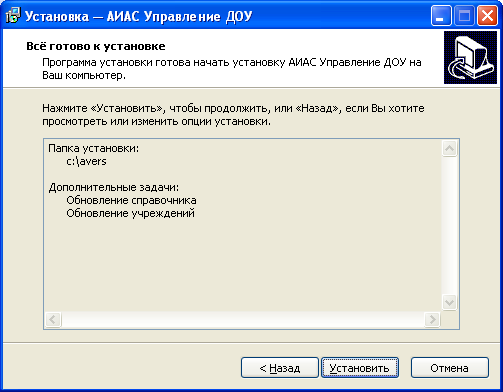 Установка — АИАС Управление ДОУ
Всё готово к установке
Программа установки готова начать установку АИАС Управление ДОУ на
Ваш компьютер.
Нажмите «Установить», чтобы продолжить, или «Назад», если Вы хотите
просмотреть или изменить опции установки.
Папка установки:
c:\avers
Дополнительные задачи:
Обновление справочника
Обновление учреждений
< Назад
Установить
Отмена